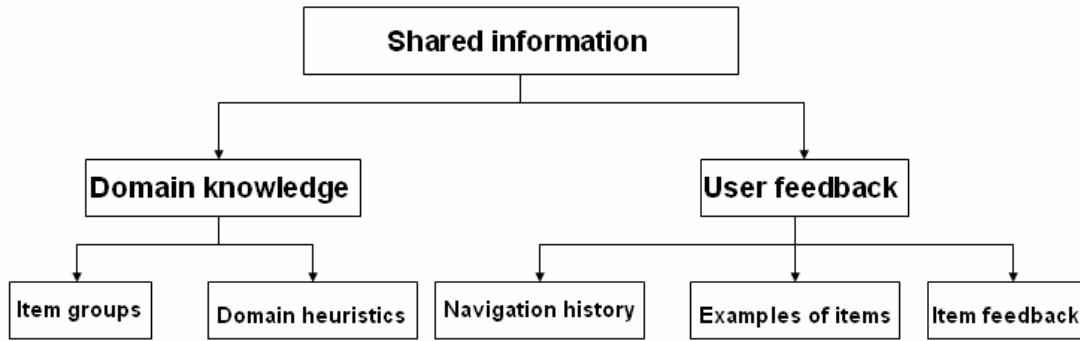 Shared information
Domain knowledge
User feedback
Item groups
Domain heuristics
Navigation history
Examples of items
Item feedback